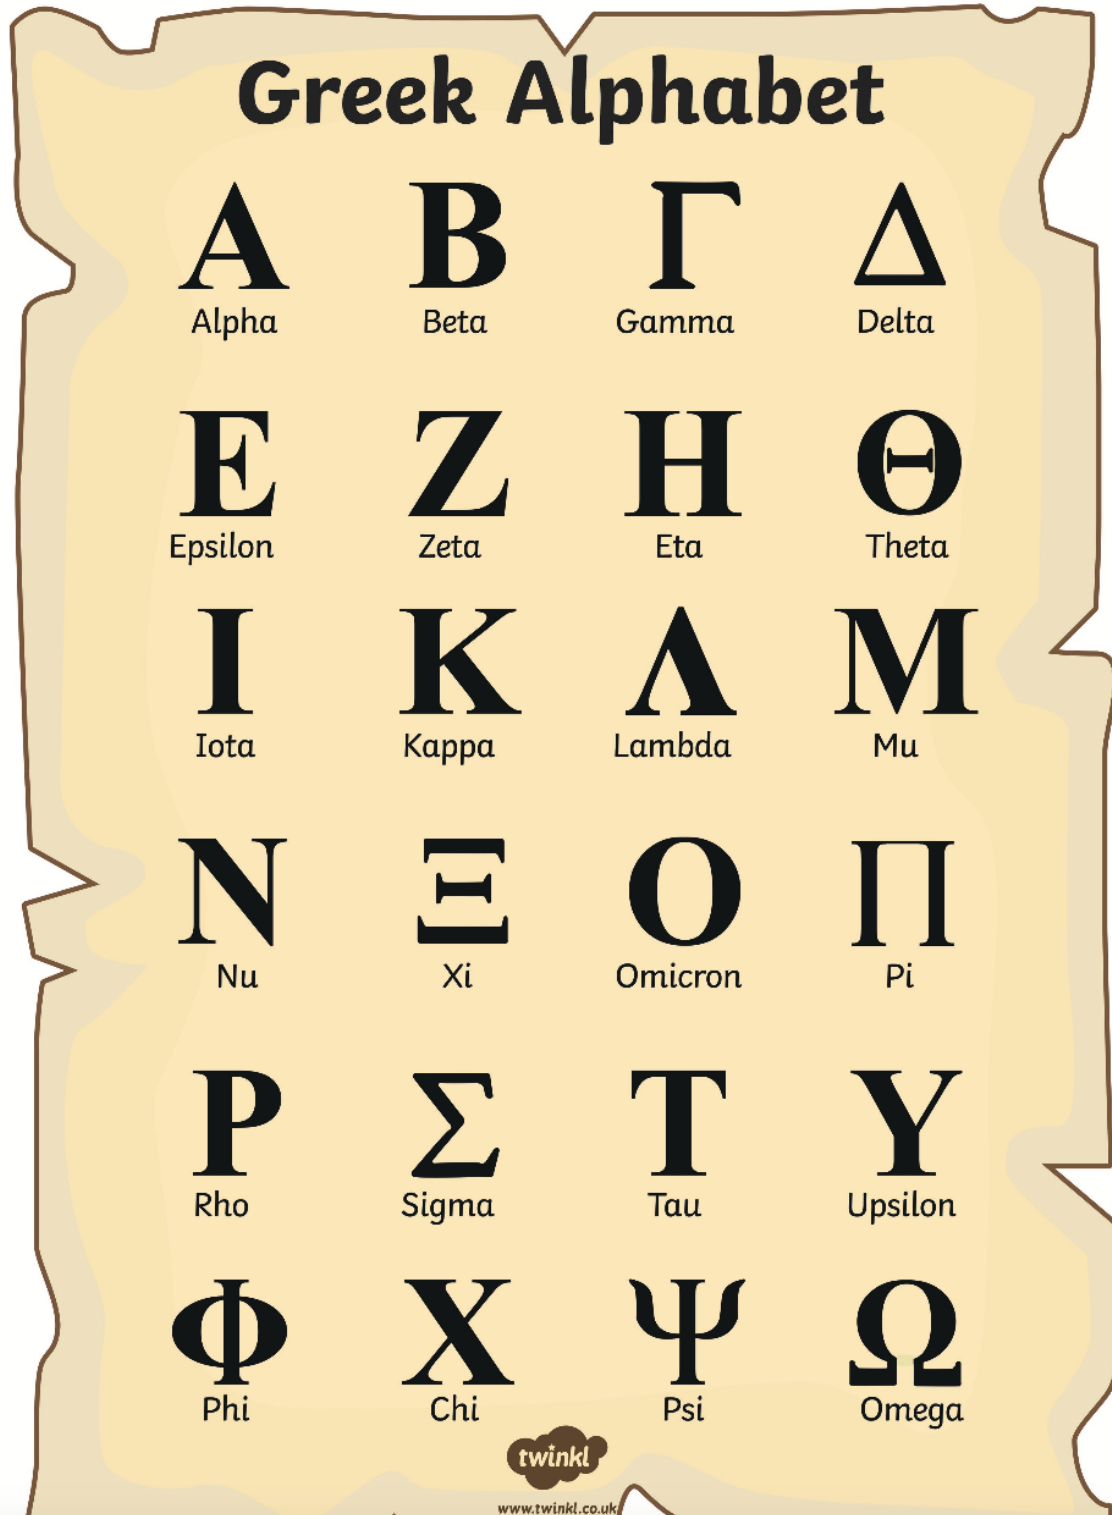 Greek Alphabet
Α Β Γ Δ
Alpha Beta Gamma Delta
Ε Ζ Η Θ
Epsilon Zeta Eta Theta
Ι Κ Λ Μ
Iota Kappa Lambda Mu
Ν Ξ Ο Π
Nu Xi Omicron Pi
Ρ Σ Τ Υ
Rho Sigma Tau Upsilon
Φ Χ Ψ Ω
Phi Chi Psi Omega
twinkl
www.twinkl.co.uk